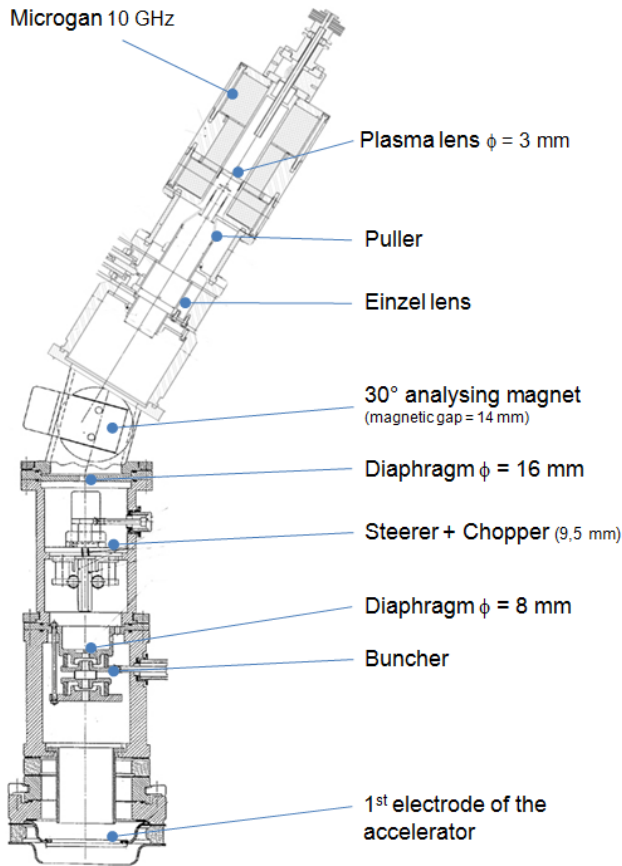 Microgan 10 GHz
Plasma lens ϕ = 3 mm
Puller
Einzel lens
30° analysing magnet
(magnetic gap = 14 mm)
Diaphragm ϕ = 16 mm
Steerer + Chopper (9,5 mm)
Diaphragm ϕ = 8 mm
Buncher
1st electrode of the
accelerator